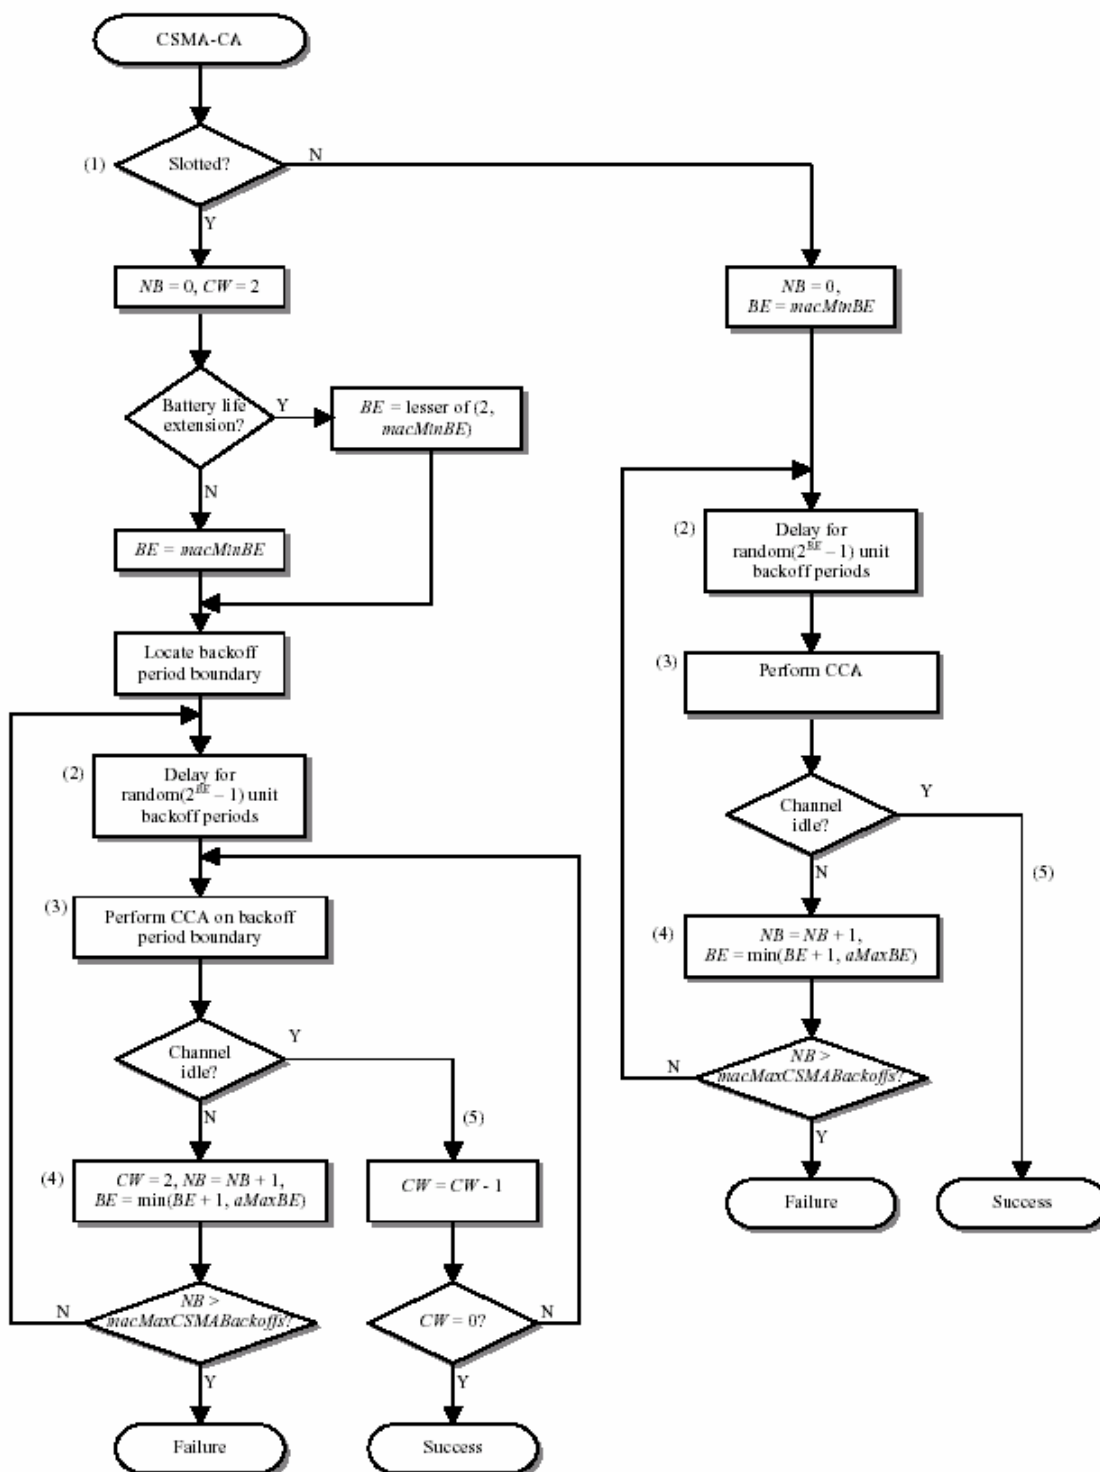 CSMA-CA
(1)
Slotted?
N
Y
NB = 0, CW = 2
Battery life
extension?
Y
BE = lesser of (2,
macMinBE)
N
BE = macMinBE
Locate backoff
period boundary
(2)
Delay for
random(2^BE – 1) unit
backoff periods
(3)
Perform CCA on backoff
period boundary
Channel
idle?
Y
N
(5)
(4)
CW = 2, NB = NB + 1,
BE = min(BE + 1, aMaxBE)
CW = CW - 1
NB >
macMaxCSMABackoffs?
N
Y
CW = 0?
N
Y
Failure
Success
NB = 0,
BE = macMinBE
(2)
Delay for
random(2^BE – 1) unit
backoff periods
(3)
Perform CCA
Channel
idle?
Y
N
(5)
(4)
NB = NB + 1,
BE = min(BE + 1, aMaxBE)
NB >
macMaxCSMABackoffs?
N
Y
Failure
Success